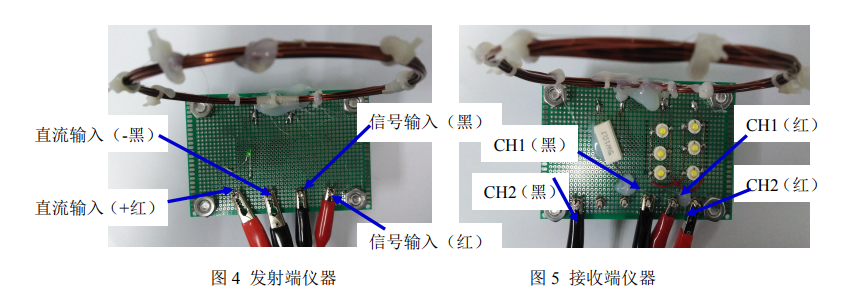 直流输入（-黑）
信号输入（黑）
直流输入（+红）
信号输入（红）
图 4 发射端仪器
CH1（黑）
CH1（红）
CH2（黑）
CH2（红）
图 5 接收端仪器